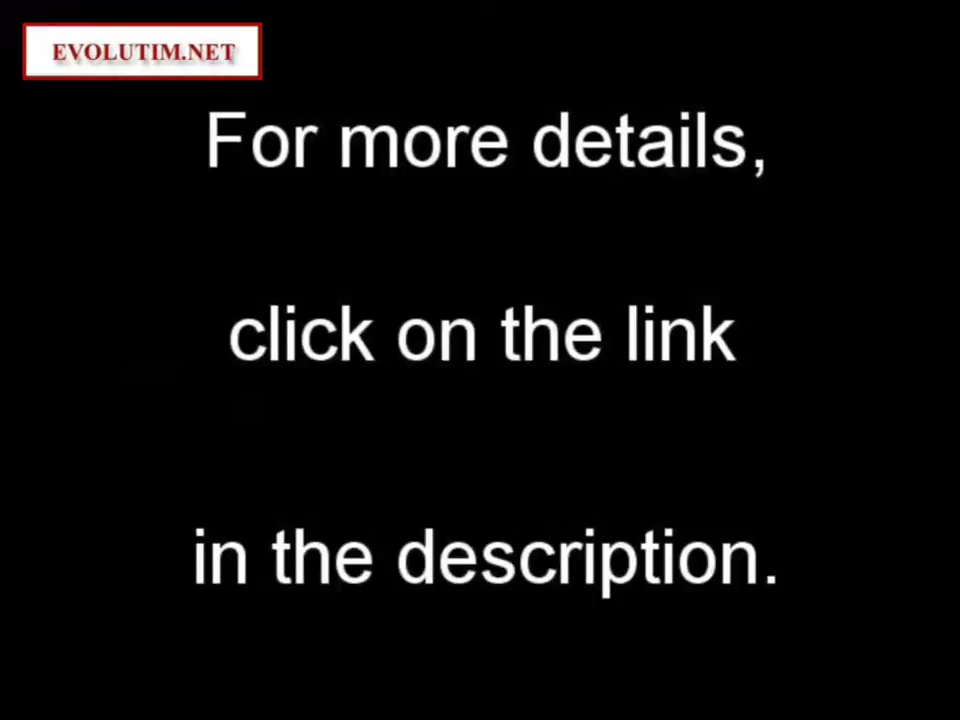 EVOLUTIM.NET
For more details,
click on the link
in the description.